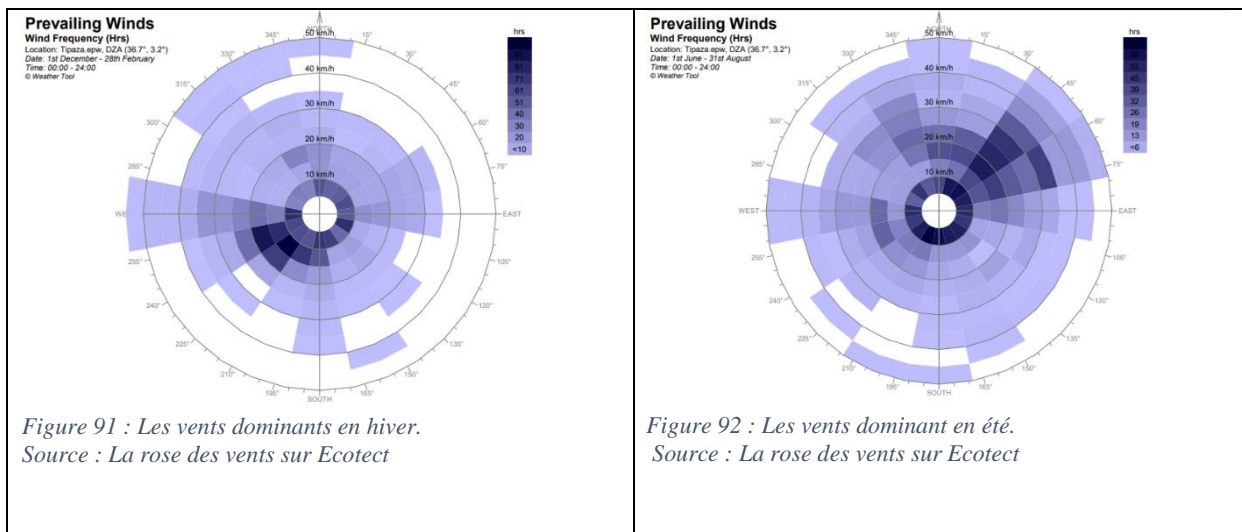 Prevailing Winds
Wind Frequency (Hrs)
Location: Tipaza.epw, DZA (36.7°, 3.2°)
Date: 1st December - 28th February
Time: 00:00 - 24:00
© Weather Tool
NORTH
50 km/h
40 km/h
30 km/h
20 km/h
10 km/h
15°
30°
45°
60°
75°
EAST
105°
120°
135°
150°
165°
SOUTH
195°
210°
225°
240°
255°
285°
300°
315°
330°
345°
hrs
81
71
61
51
40
30
20
<10
Figure 91 : Les vents dominants en hiver.
Source : La rose des vents sur Ecotect
Prevailing Winds
Wind Frequency (Hrs)
Location: Tipaza.epw, DZA (36.7°, 3.2°)
Date: 1st June - 31st August
Time: 00:00 - 24:00
© Weather Tool
NORTH
50 km/h
40 km/h
30 km/h
20 km/h
10 km/h
15°
30°
45°
60°
75°
EAST
105°
120°
135°
150°
165°
SOUTH
195°
210°
225°
240°
255°
WEST
285°
300°
315°
330°
345°
hrs
52
45
39
32
26
19
13
<6
Figure 92 : Les vents dominant en été.
Source : La rose des vents sur Ecotect